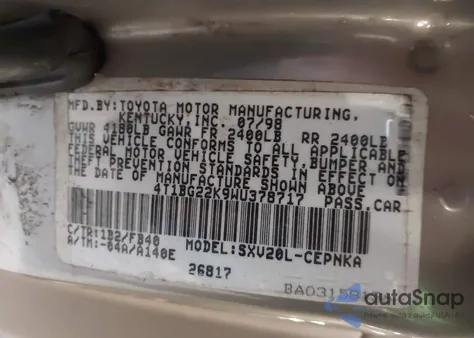 MFD.BY:TOYOTA MOTOR MANUFACTURING,
KENTUCKY,INC. 07/98
GVWR 4180LB GAWR FR 2400LB RR 2400LB
THIS VEHICLE CONFORMS TO ALL APPLICABLE
FEDERAL MOTOR VEHICLE SAFETY,BUMPER,AND
THEFT PREVENTION STANDARDS IN EFFECT ON
THE DATE OF MANUFACTURE SHOWN ABOVE.
4T1BG22K9WU378717 PASS.CAR
C/TR:1B2/FB40 MODEL:SXV20L-CEPNKA
A/TM:-04A/A140E
26817
autoSnap